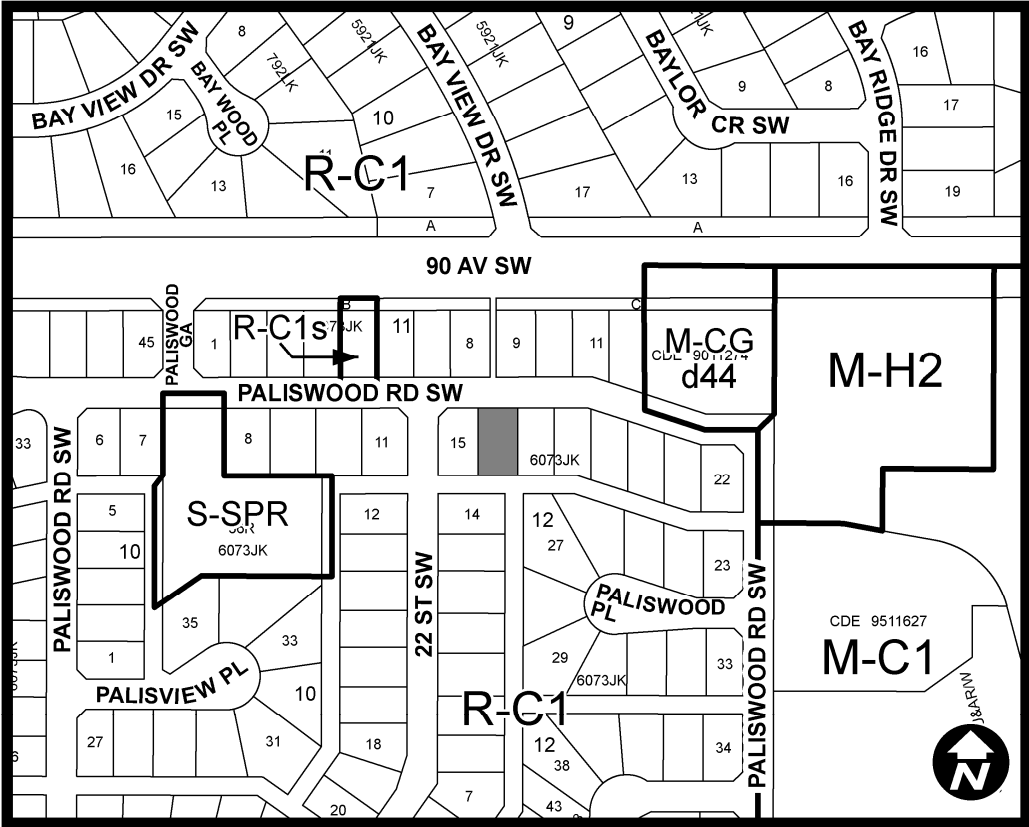 BAY VIEW DR SW
8
792LK
5921JK
BAY VIEW DR SW
5921JK
9
BAYLOR
CR SW
BAY RIDGE DR SW
16
9
8
17
BAY WOOD
PL
15
10
16
13
11
R-C1
7
17
13
16
19
A
A
90 AV SW
PALISWOOD
GA
B
C
45
1
R-C1s
11
8
9
11
M-CG
CDE 9011274
d44
M-H2
PALISWOOD RD SW
33
PALISWOOD RD SW
6
7
8
11
15
6073JK
22
5
10
S-SPR
6073JK
12
14
12
27
22 ST SW
23
PALISWOOD
PL
PALISWOOD RD SW
35
33
1
PALISVIEW PL
10
29
6073JK
33
CDE 9511627
M-C1
R-C1
27
31
18
12
38
34
20
7
43
N